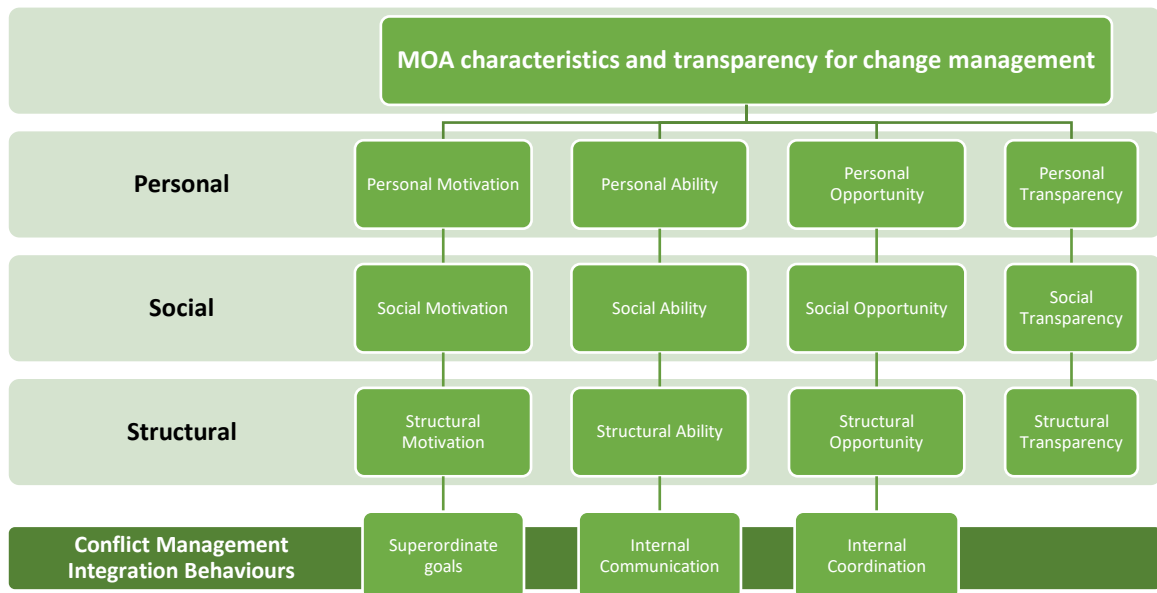 MOA characteristics and transparency for change management
Personal
Personal Motivation
Personal Ability
Personal
Opportunity
Personal
Transparency
Social
Social Motivation
Social Ability
Social Opportunity
Social
Transparency
Structural
Structural
Motivation
Structural Ability
Structural
Opportunity
Structural
Transparency
Conflict Management
Integration Behaviours
Superordinate
goals
Internal
Communication
Internal
Coordination